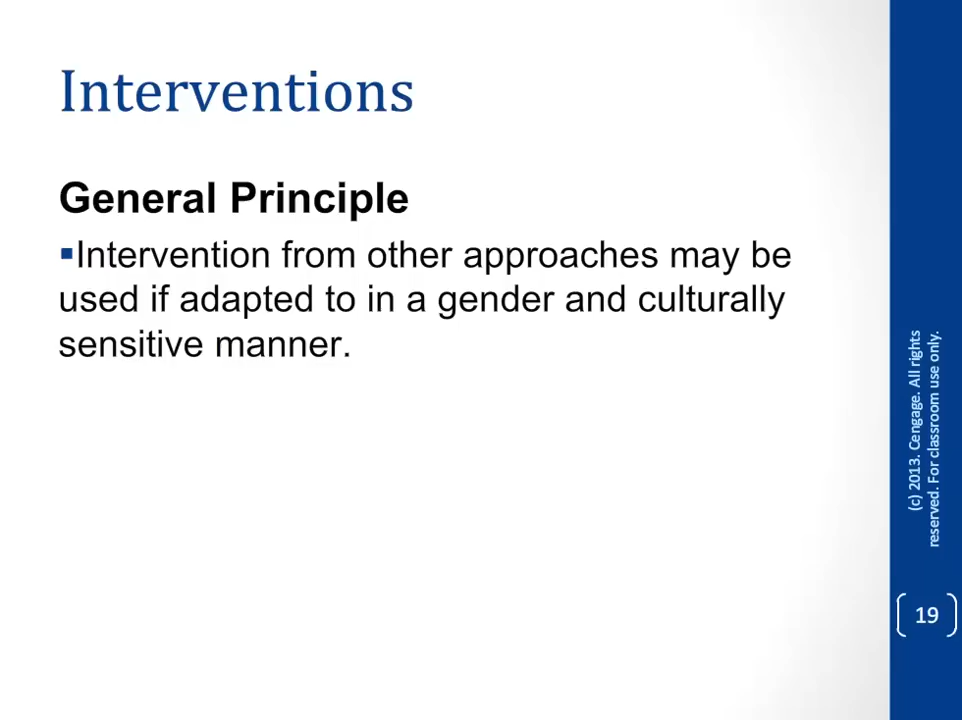 Interventions
General Principle
▪Intervention from other approaches may be
used if adapted to in a gender and culturally
sensitive manner.
(c) 2013. Cengage. All rights
reserved. For classroom use only.
19